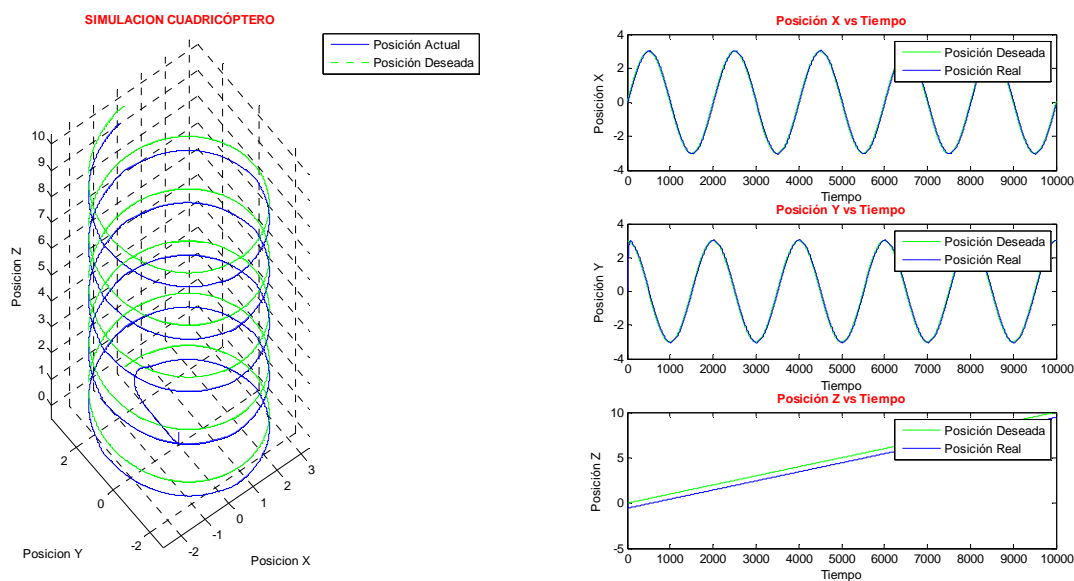 SIMULACION CUADRICÓPTERO
Posición Actual
Posición Deseada
10
9
8
7
6
5
4
3
2
1
0
Posicion Z
2
0
-2
Posicion Y
-2
-1
0
1
2
3
Posicion X
Posición X vs Tiempo
Posición Deseada
Posición Real
4
2
0
-2
-4
Posición X
0 1000 2000 3000 4000 5000 6000 7000 8000 9000 10000
Tiempo
Posición Y vs Tiempo
Posición Deseada
Posición Real
4
2
0
-2
-4
Posición Y
0 1000 2000 3000 4000 5000 6000 7000 8000 9000 10000
Tiempo
Posición Z vs Tiempo
Posición Deseada
Posición Real
10
5
0
-5
Posición Z
0 1000 2000 3000 4000 5000 6000 7000 8000 9000 10000
Tiempo